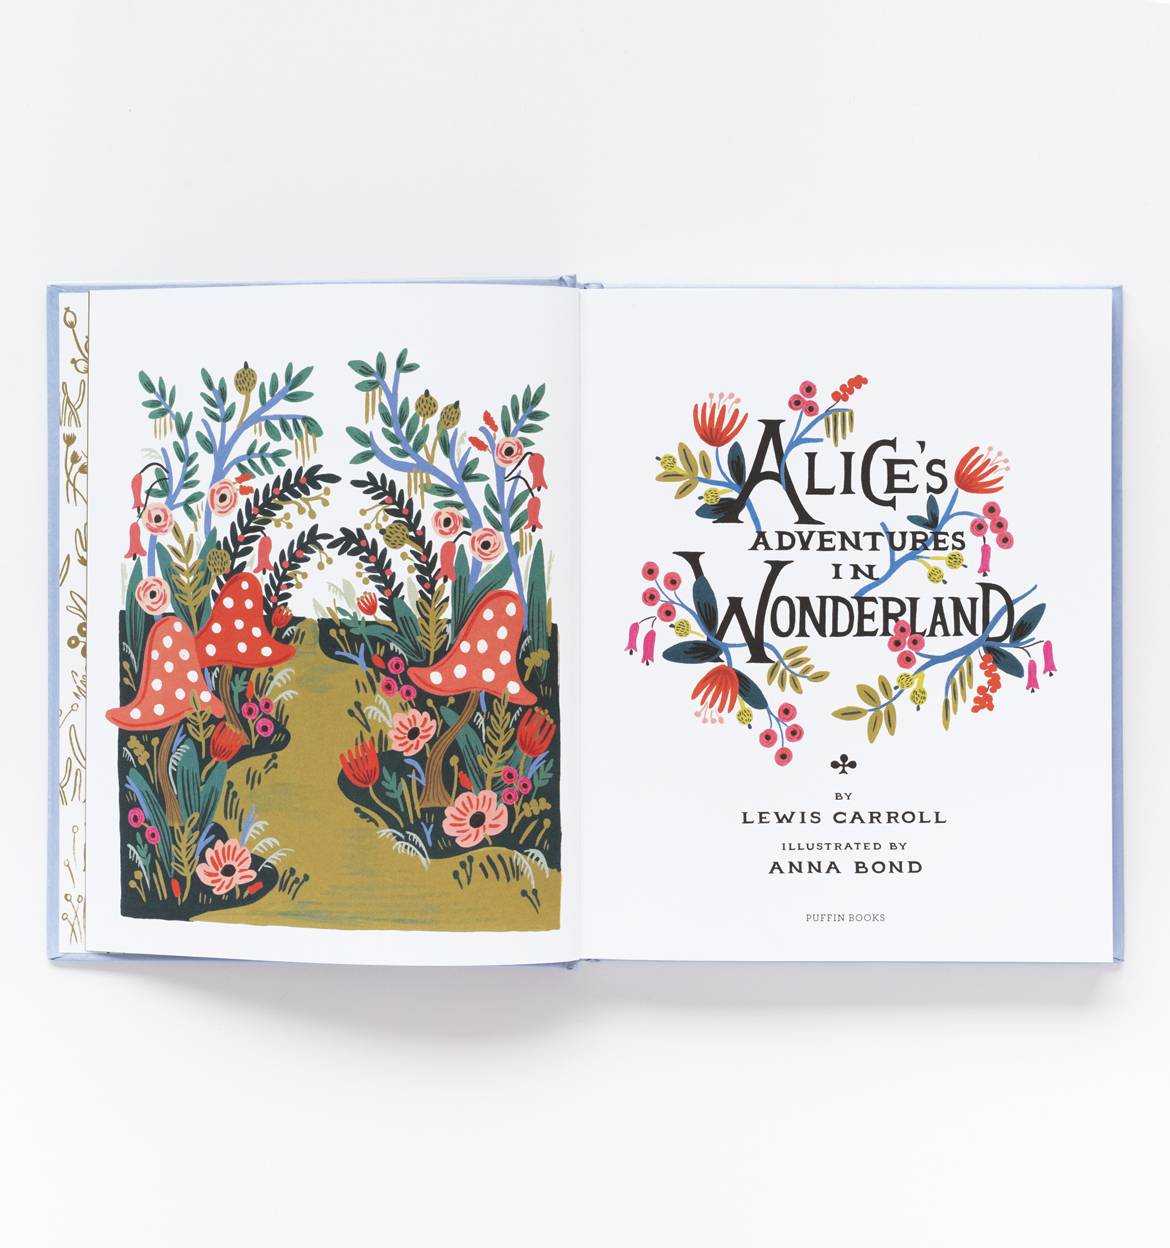 ALICE'S
ADVENTURES
IN
WONDERLAND
BY
LEWIS CARROLL
ILLUSTRATED BY
ANNA BOND
PUFFIN BOOKS